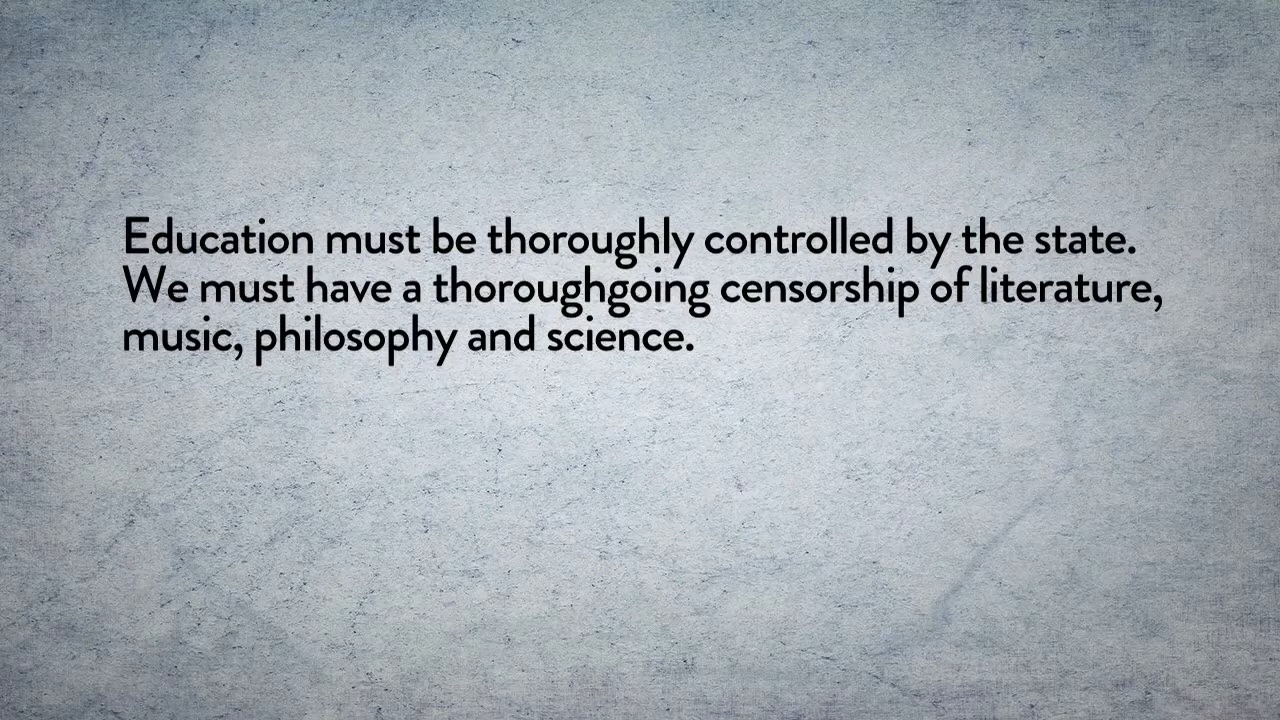 Education must be thoroughly controlled by the state.
We must have a thoroughgoing censorship of literature,
music, philosophy and science.